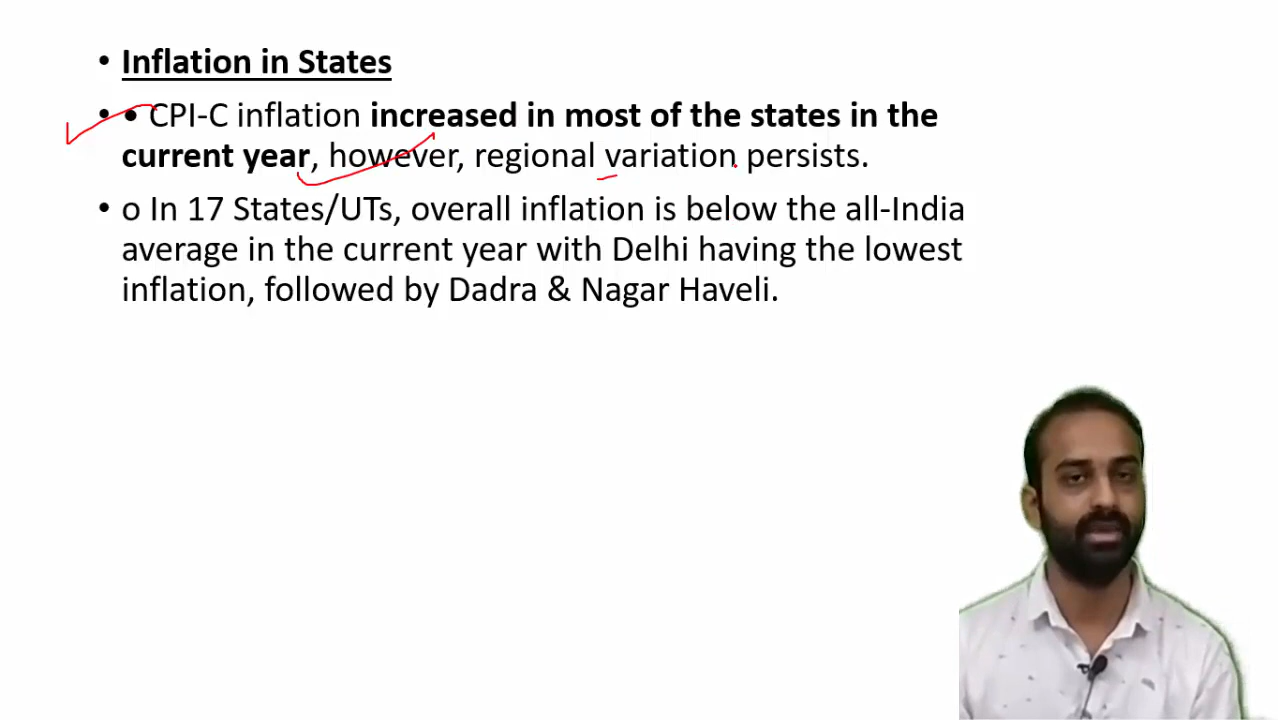 • Inflation in States
• • CPI-C inflation increased in most of the states in the
current year, however, regional variation persists.
• o In 17 States/UTs, overall inflation is below the all-India
average in the current year with Delhi having the lowest
inflation, followed by Dadra & Nagar Haveli.